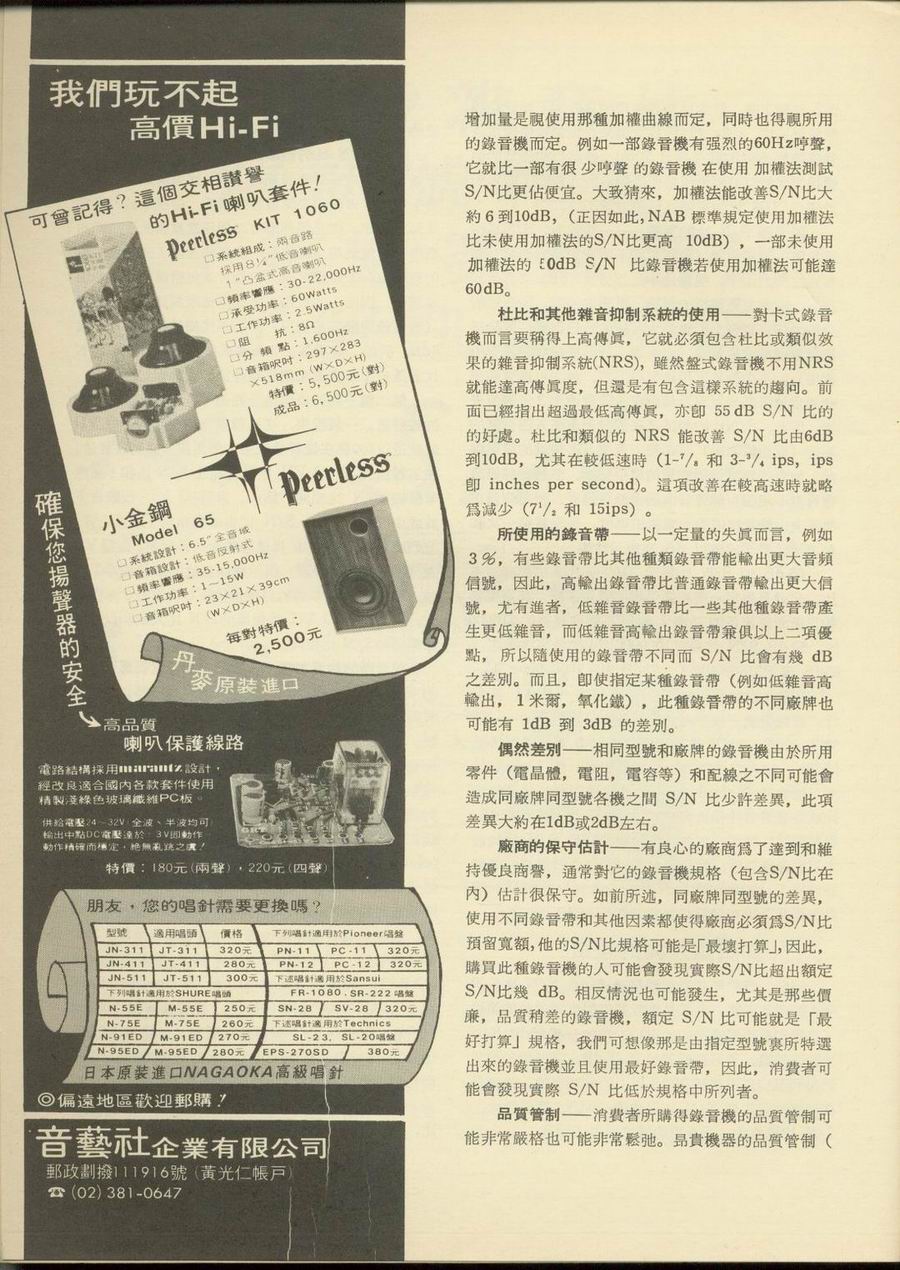 我們玩不起
高價Hi-Fi
可曾記得？這個交相讚譽
的Hi-Fi喇叭套件！
Peerless KIT 1060
□系統組成：兩音路
採用8¼"低音喇叭
1"凸盆式高音喇叭
□頻率響應：30-22,000Hz
□承受功率：60Watts
□工作功率：2.5Watts
□阻 抗：8Ω
□分 頻 點：1,600Hz
□音箱呎吋：297×283
×518mm (W×D×H)
特價：5,500元(對)
成品：6,500元(對)
Peerless
小金鋼
Model 65
□系統設計：6.5"全音域
□音箱設計：低音反射式
□頻率響應：35-15,000Hz
□工作功率：1—15W
□音箱呎吋：23×21×39cm
(W×D×H)
每對特價：
2,500元
丹
麥原裝進口
確保您揚聲器的安全
高品質
喇叭保護線路
電路結構採用marantz設計，
經改良適合國內各款套件使用
精製淺綠色玻璃纖維PC板。
供給電壓24～32V(全波、半波均可)
輸出中點DC電壓達於±3V即動作，
動作精確而穩定，絶無亂跳之虞！
特價：180元(兩聲)，220元(四聲)
朋友，您的唱針需要更換嗎？
型號 適用唱頭 價格 下列唱針適用於Pioneer唱盤
JN-311 JT-311 320元 PN-11 PC-11 320元
JN-411 JT-411 280元 PN-12 PC-12 320元
JN-511 JT-511 300元 下述唱針適用Sansui
下列唱針適用於SHURE唱頭 FR-1080．SR-222唱盤
N-55E M-55E 250元 SN-28 SV-28 320元
N-75E M-75E 260元 下述唱針適用於Technics
N-91ED M-91ED 270元 SL-23, SL-20唱盤
N-95ED M-95ED 280元 EPS-270SD 380元
日本原裝進口NAGAOKA高級唱針
◎偏遠地區歡迎郵購！
音藝社企業有限公司
郵政劃撥111916號（黃光仁帳戶）
☎(02)381-0647
增加量是視使用那種加權曲線而定，同時也得視所用
的錄音機而定。例如一部錄音機有强烈的60Hz哼聲，
它就比一部有很少哼聲的錄音機在使用加權法測試
S/N比更佔便宜。大致猜來，加權法能改善S/N比大
約6到10dB，（正因如此，NAB標準規定使用加權法
比未使用加權法的S/N比更高 10dB），一部未使用
加權法的 50dB S/N 比錄音機若使用加權法可能達
60dB。
杜比和其他雜音抑制系統的使用——對卡式錄音
機而言要稱得上高傳眞，它就必須包含杜比或類似效
果的雜音抑制系統(NRS)，雖然盤式錄音機不用NRS
就能達高傳眞度，但還是有包含這樣系統的趨向。前
面已經指出超過最低高傳眞，亦卽 55dB S/N 比的
的好處。杜比和類似的 NRS 能改善 S/N 比由6dB
到10dB，尤其在較低速時（1-⁷/₈ 和 3-³/₄ ips, ips
卽 inches per second）。這項改善在較高速時就略
爲減少（7¹/₂ 和 15ips）。
所使用的錄音帶——以一定量的失眞而言，例如
3％，有些錄音帶比其他種類錄音帶能輸出更大音頻
信號，因此，高輸出錄音帶比普通錄音帶輸出更大信
號，尤有進者，低雜音錄音帶比一些其他種錄音帶產
生更低雜音，而低雜音高輸出錄音帶兼俱以上二項優
點，所以隨使用的錄音帶不同而 S/N 比會有幾 dB
之差別。而且，卽使指定某種錄音帶（例如低雜音高
輸出，1米爾，氧化鐵），此種錄音帶的不同廠牌也
可能有 1dB 到 3dB 的差別。
偶然差別——相同型號和廠牌的錄音機由於所用
零件（電晶體，電阻，電容等）和配線之不同可能會
造成同廠牌同型號各機之間 S/N 比少許差異，此項
差異大約在1dB或2dB左右。
廠商的保守估計——有良心的廠商爲了達到和維
持優良商譽，通常對它的錄音機規格（包含S/N比在
內）估計很保守。如前所述，同廠牌同型號的差異，
使用不同錄音帶和其他因素都使得廠商必須爲S/N比
預留寬額，他的S/N比規格可能是「最壞打算」，因此，
購買此種錄音機的人可能會發現實際S/N比超出額定
S/N比幾 dB。相反情況也可能發生，尤其是那些價
廉，品質稍差的錄音機，額定 S/N 比可能就是「最
好打算」規格，我們可想像那是由指定型號裏所特選
出來的錄音機並且使用最好錄音帶，因此，消費者可
能會發現實際 S/N 比低於規格中所列者。
品質管制——消費者所購得錄音機的品質管制可
能非常嚴格也可能非常鬆弛。昻貴機器的品質管制（